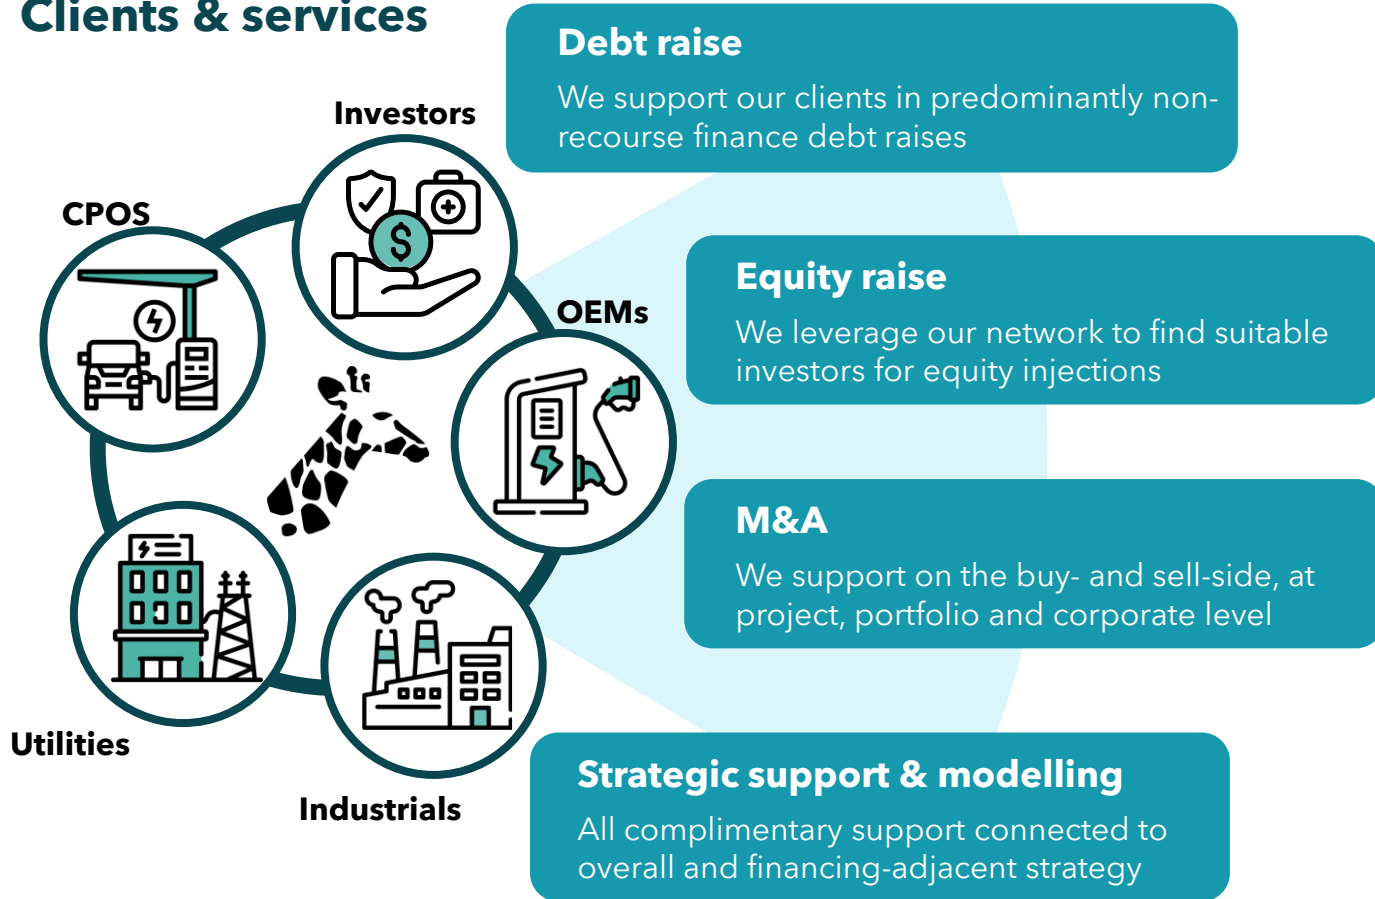 Clients & services
Investors
CPOS
OEMs
Utilities
Industrials
Debt raise
We support our clients in predominantly non-
recourse finance debt raises
Equity raise
We leverage our network to find suitable
investors for equity injections
M&A
We support on the buy- and sell-side, at
project, portfolio and corporate level
Strategic support & modelling
All complimentary support connected to
overall and financing-adjacent strategy